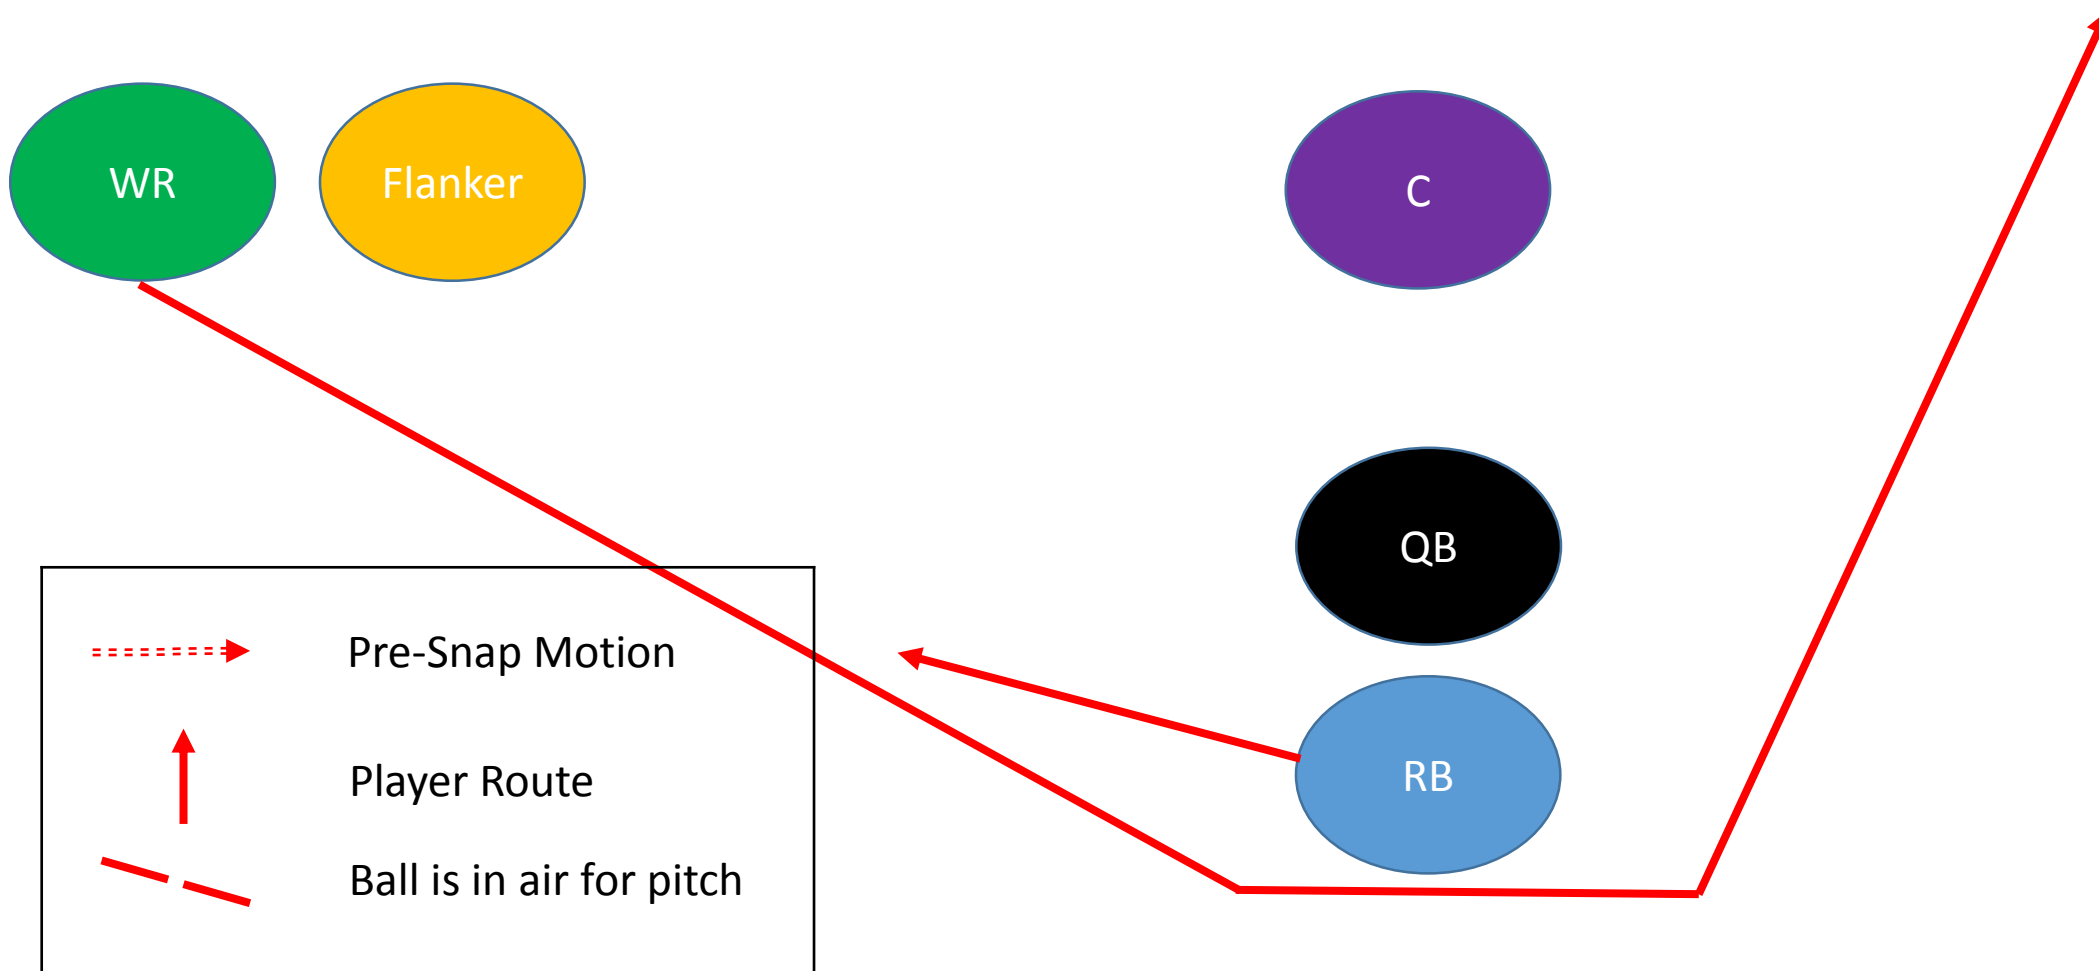 WR
Flanker
C
QB
RB
Pre-Snap Motion
Player Route
Ball is in air for pitch